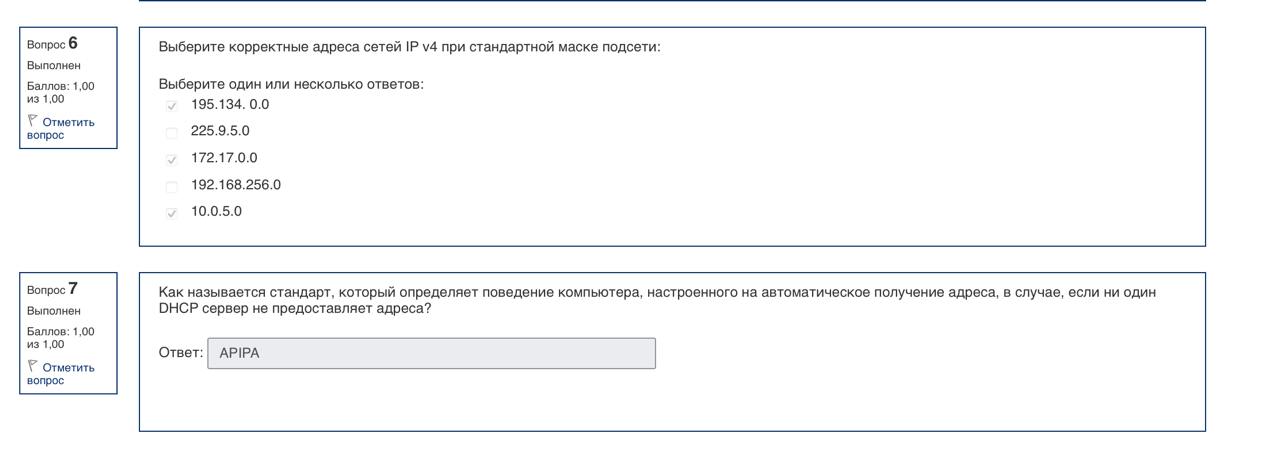 Вопрос 6
Выполнен
Баллов: 1,00
из 1,00
Отметить
вопрос
Выберите корректные адреса сетей IP v4 при стандартной маске подсети:
Выберите один или несколько ответов:
195.134. 0.0
225.9.5.0
172.17.0.0
192.168.256.0
10.0.5.0
Вопрос 7
Выполнен
Баллов: 1,00
из 1,00
Отметить
вопрос
Как называется стандарт, который определяет поведение компьютера, настроенного на автоматическое получение адреса, в случае, если ни один
DHCP сервер не предоставляет адреса?
Ответ: APIPA